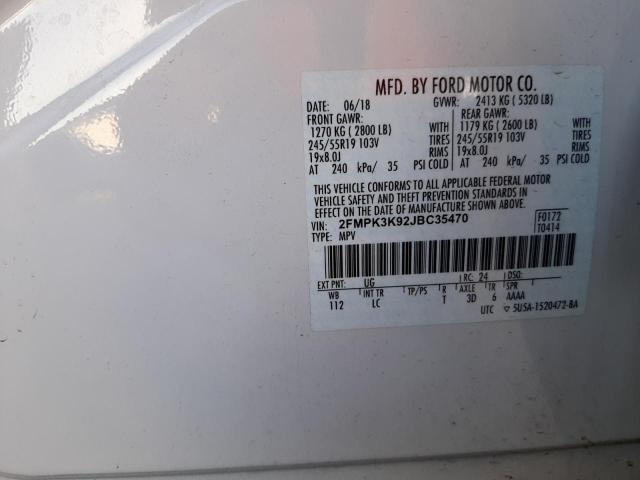 MFD. BY FORD MOTOR CO.
DATE: 06/18 GVWR: 2413 KG ( 5320 LB)
FRONT GAWR: REAR GAWR:
1270 KG ( 2800 LB) WITH 1179 KG ( 2600 LB) WITH
245/55R19 103V TIRES 245/55R19 103V TIRES
19x8.0J RIMS 19x8.0J RIMS
AT 240 kPa/ 35 PSI COLD AT 240 kPa/ 35 PSI COLD
THIS VEHICLE CONFORMS TO ALL APPLICABLE FEDERAL MOTOR
VEHICLE SAFETY AND THEFT PREVENTION STANDARDS IN
EFFECT ON THE DATE OF MANUFACTURE SHOWN ABOVE.
VIN: 2FMPK3K92JBC35470 F0172
TYPE: MPV T0414
EXT PNT: UG RC: 24 DSO:
WB INT TR TP/PS R AXLE TR SPR
112 LC T 3D 6 AAAA
UTC ▽ 5U5A-1520472-BA